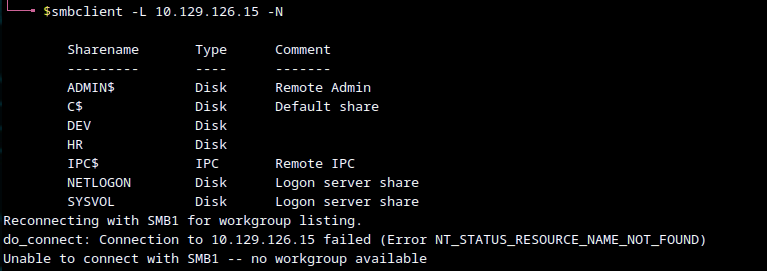 $smbclient -L 10.129.126.15 -N
Sharename Type Comment
--------- ---- -------
ADMIN$ Disk Remote Admin
C$ Disk Default share
DEV Disk
HR Disk
IPC$ IPC Remote IPC
NETLOGON Disk Logon server share
SYSVOL Disk Logon server share
Reconnecting with SMB1 for workgroup listing.
do_connect: Connection to 10.129.126.15 failed (Error NT_STATUS_RESOURCE_NAME_NOT_FOUND)
Unable to connect with SMB1 -- no workgroup available